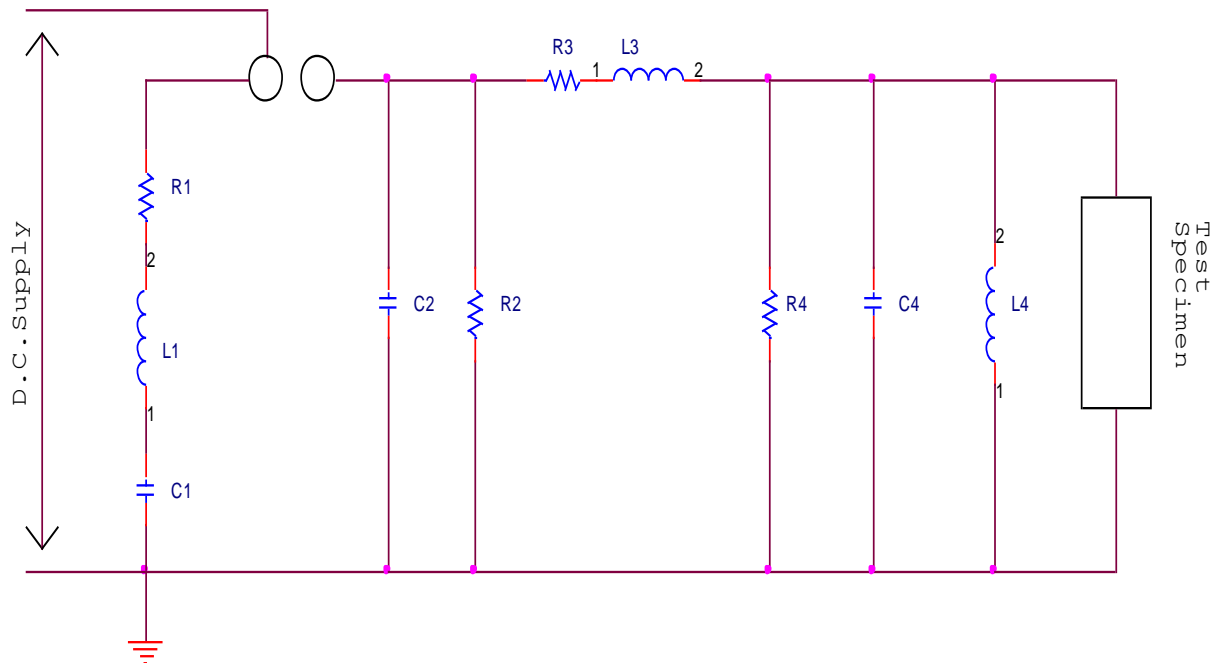 R3
L3
1
2
R1
2
L1
1
C1
D.C.Supply
C2
R2
R4
C4
2
L4
1
Test
Specimen